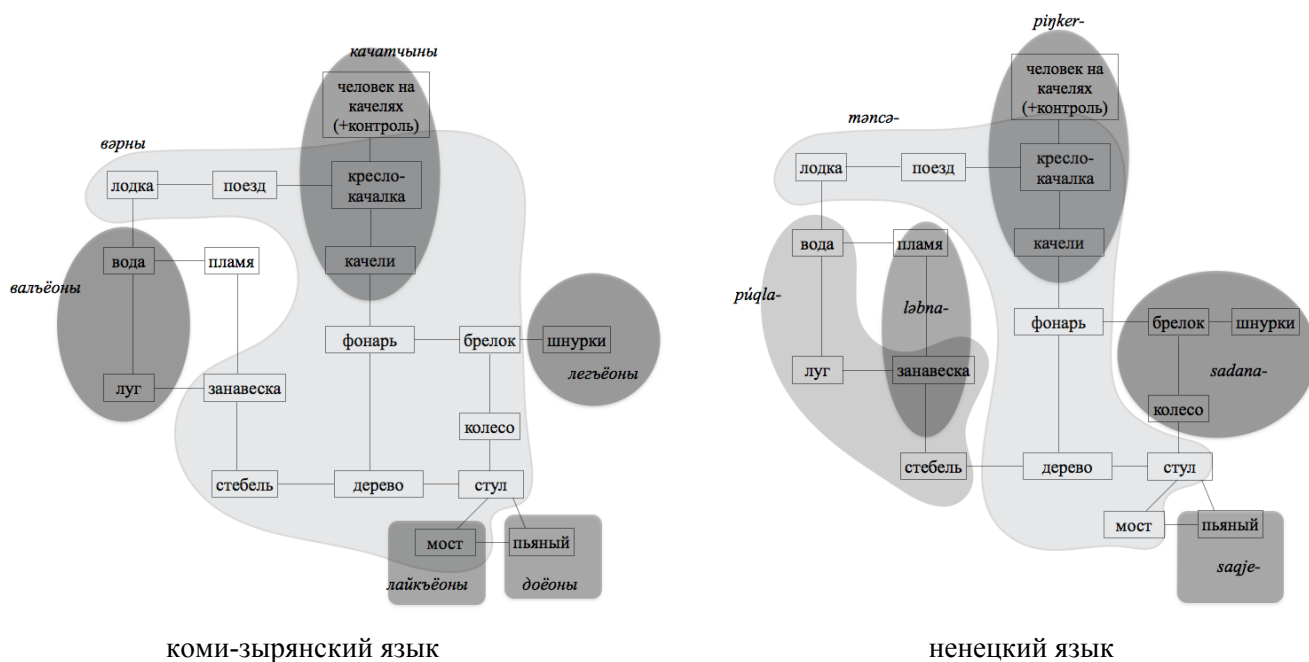 качатчыны
человек на
качелях
(+контроль)
вәрны
лодка
поезд
кресло-
качалка
вода
пламя
качели
валъёоны
фонарь
брелок
шнурки
легъёоны
луг
занавеска
колесо
стебель
дерево
стул
мост
пьяный
лайкъёоны
доёоны
коми-зырянский язык
piŋker-
человек на
качелях
(+контроль)
tәncә-
лодка
поезд
кресло-
качалка
вода
пламя
качели
púqla-
lәbna-
фонарь
брелок
шнурки
луг
занавеска
sadana-
колесо
стебель
дерево
стул
мост
пьяный
saqje-
ненецкий язык